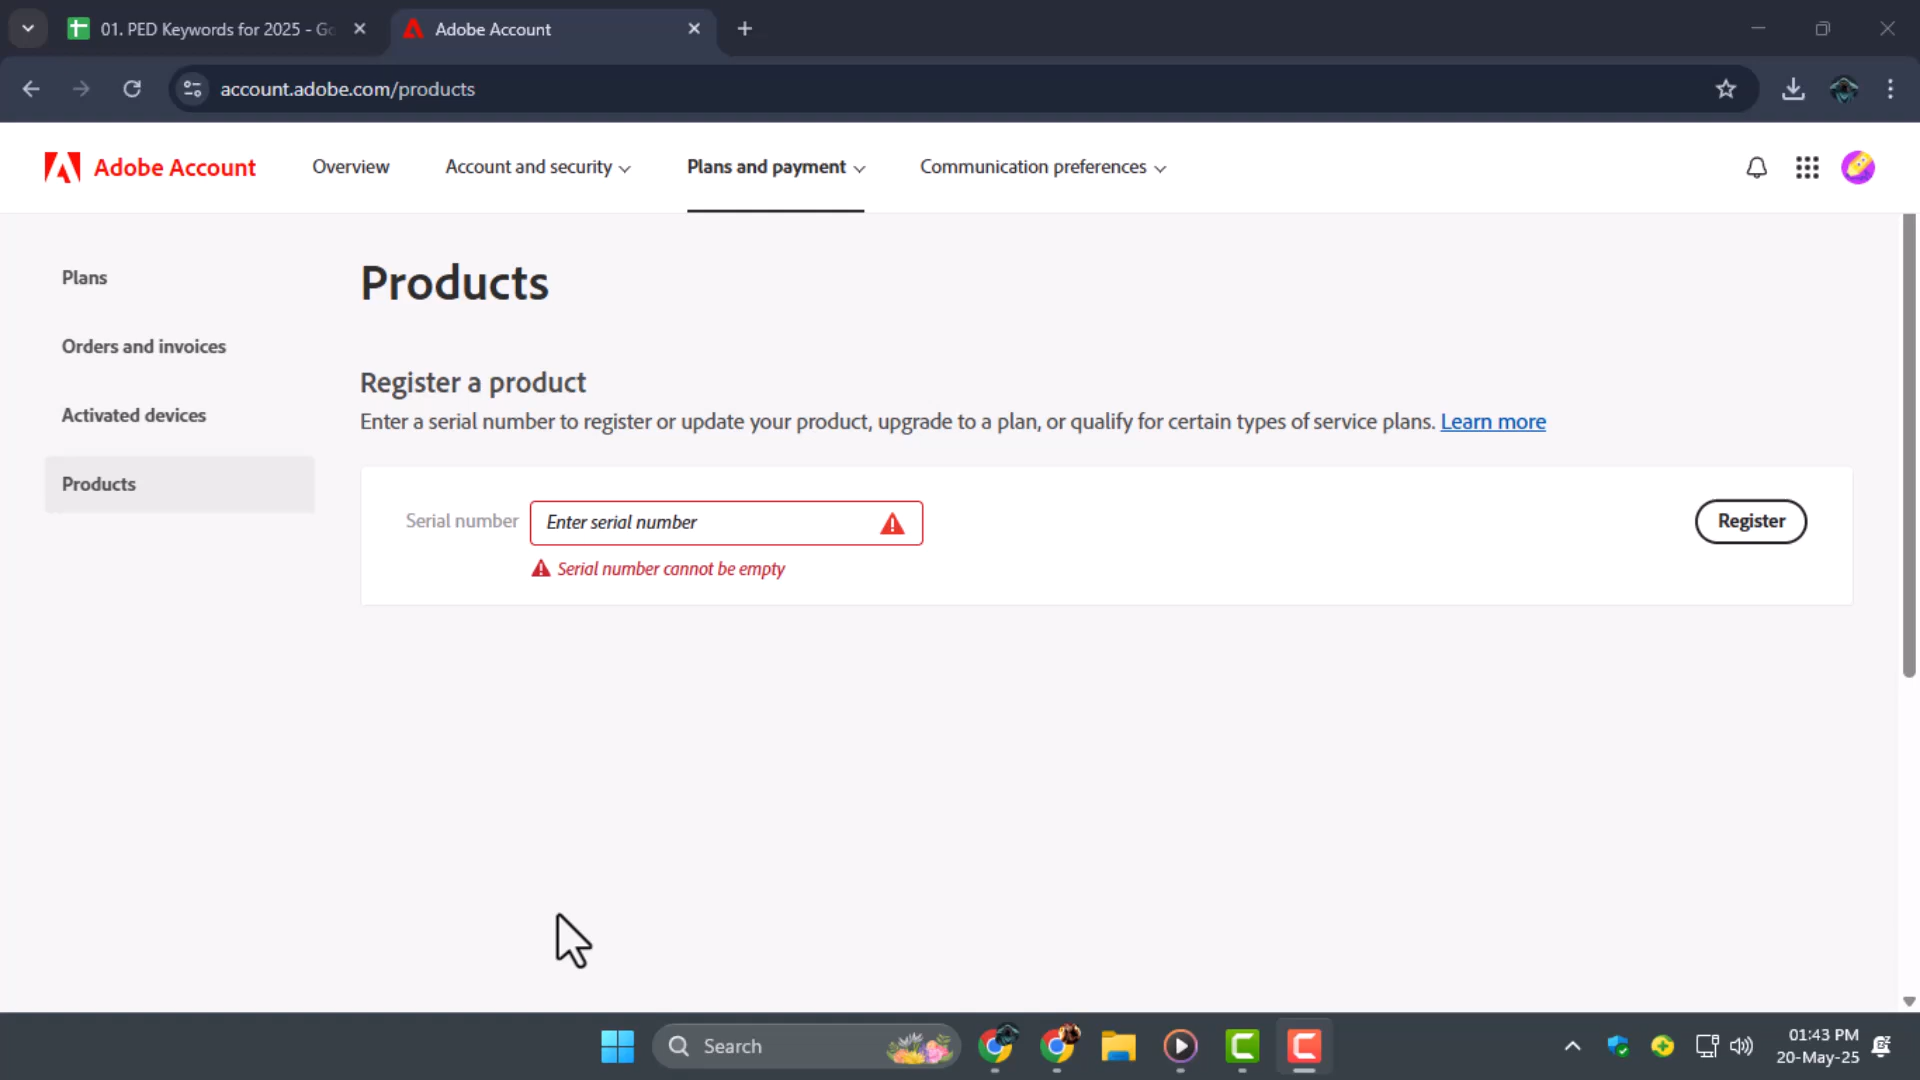 01. PED Keywords for 2025 - Go
Adobe Account
account.adobe.com/products
Adobe Account
Overview
Account and security
Plans and payment
Communication preferences
Plans
Orders and invoices
Activated devices
Products
Products
Register a product
Enter a serial number to register or update your product, upgrade to a plan, or qualify for certain types of service plans. Learn more
Serial number
Enter serial number
Register
Serial number cannot be empty
Search
01:43 PM
20-May-25